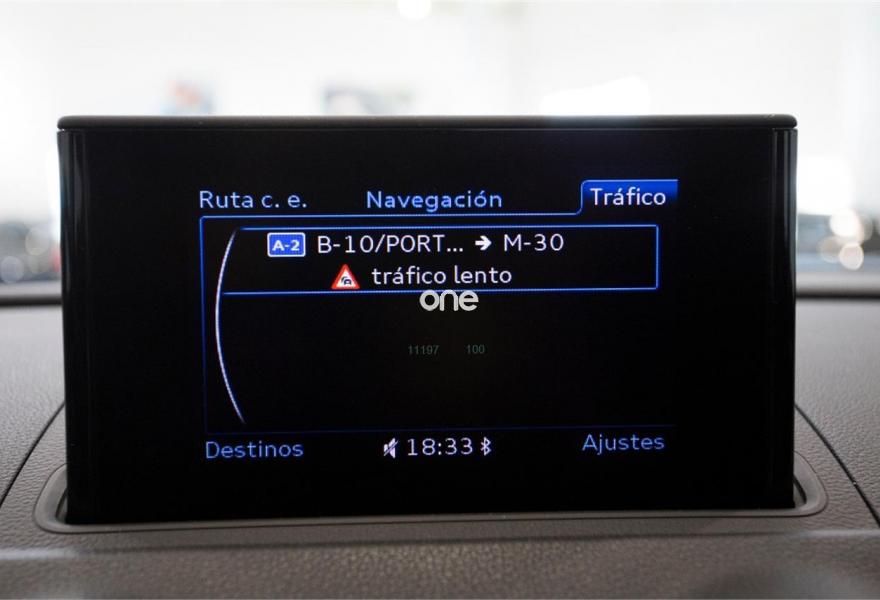 Ruta c. e. Navegación Tráfico
A-2 B-10/PORT... ➔ M-30
tráfico lento
one
11197 100
Destinos 18:33 Ajustes